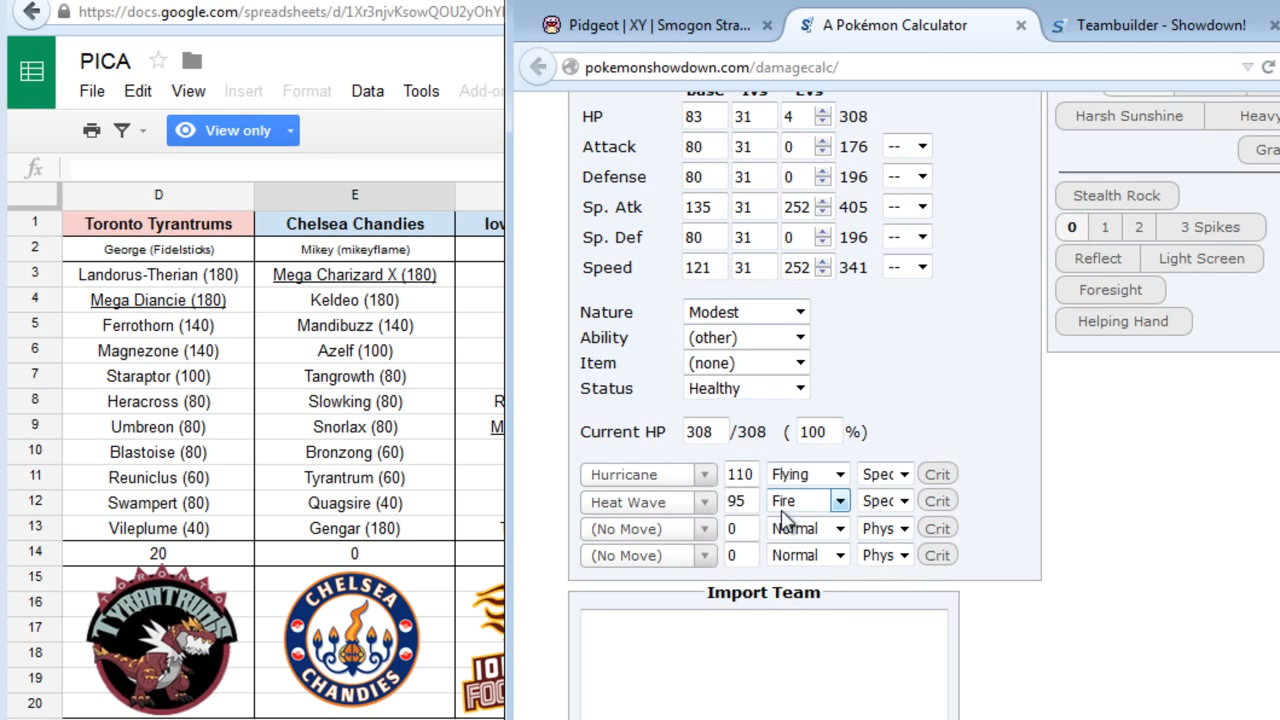 https://docs.google.com/spreadsheets/d/1Xr3njvKsowQOU2yOhYI
PICA
File Edit View Insert Format Data Tools Add-on
View only
fx
D E
1 Toronto Tyrantrums Chelsea Chandies
2 George (Fidelsticks) Mikey (mikeyflame)
3 Landorus-Therian (180) Mega Charizard X (180)
4 Mega Diancie (180) Keldeo (180)
5 Ferrothorn (140) Mandibuzz (140)
6 Magnezone (140) Azelf (100)
7 Staraptor (100) Tangrowth (80)
8 Heracross (80) Slowking (80) R
9 Umbreon (80) Snorlax (80) M
10 Blastoise (80) Bronzong (60)
11 Reuniclus (60) Tyrantrum (60)
12 Swampert (80) Quagsire (40)
13 Vileplume (40) Gengar (180)
14 20 0
15
16
17
18
19
20
TORONTO
TYRANTRUMS
CHELSEA
CHANDIES
Pidgeot | XY | Smogon Stra...
A Pokémon Calculator
Teambuilder - Showdown!
pokemonshowdown.com/damagecalc/
Base IVs EVs
HP 83 31 4 308
Attack 80 31 0 176 --
Defense 80 31 0 196 --
Sp. Atk 135 31 252 405 --
Sp. Def 80 31 0 196 --
Speed 121 31 252 341 --
Nature Modest
Ability (other)
Item (none)
Status Healthy
Current HP 308 /308 ( 100 %)
Hurricane 110 Flying Spec Crit
Heat Wave 95 Fire Spec Crit
(No Move) 0 Normal Phys Crit
(No Move) 0 Normal Phys Crit
Import Team
Harsh Sunshine Heavy
Gra
Stealth Rock
0 1 2 3 Spikes
Reflect Light Screen
Foresight
Helping Hand